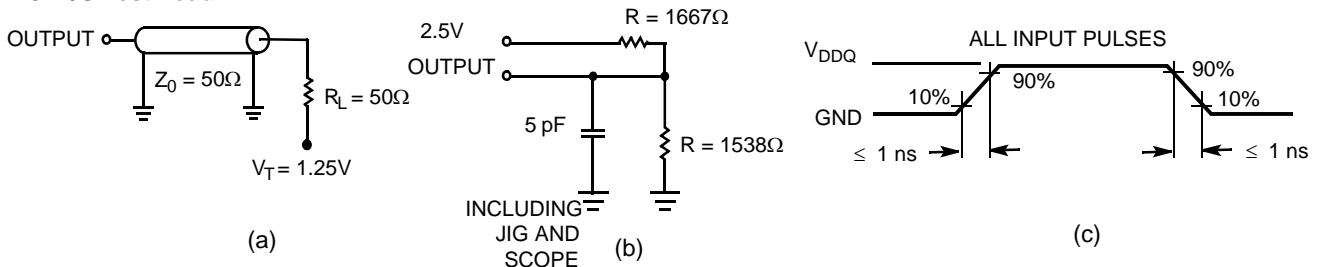 OUTPUT
Z0 = 50Ω
RL = 50Ω
VT = 1.25V
(a)
2.5V
R = 1667Ω
OUTPUT
5 pF
R = 1538Ω
INCLUDING
JIG AND
SCOPE
(b)
ALL INPUT PULSES
VDDQ
GND
10%
90%
90%
10%
≤ 1 ns
≤ 1 ns
(c)